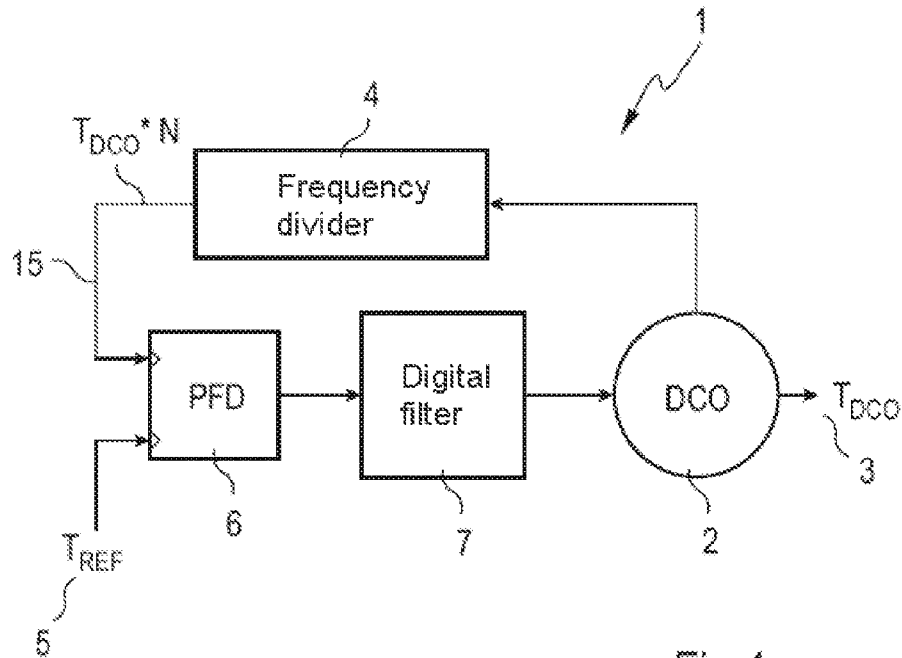 1
4
T_DCO* N
Frequency
divider
15
PFD
Digital
filter
DCO
T_DCO
3
6
7
2
T_REF
5